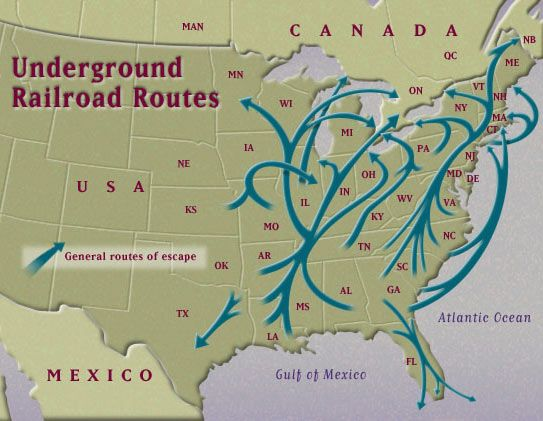 MAN
CANADA
NB
QC
ME
Underground
Railroad Routes
MN
ON
VT
NH
WI
NY
MA
MI
CT
IA
PA
NJ
NE
OH
MD
DE
USA
IL
IN
WV
VA
KS
MO
KY
NC
TN
General routes of escape
AR
OK
SC
AL
GA
MS
TX
Atlantic Ocean
LA
FL
MEXICO
Gulf of Mexico